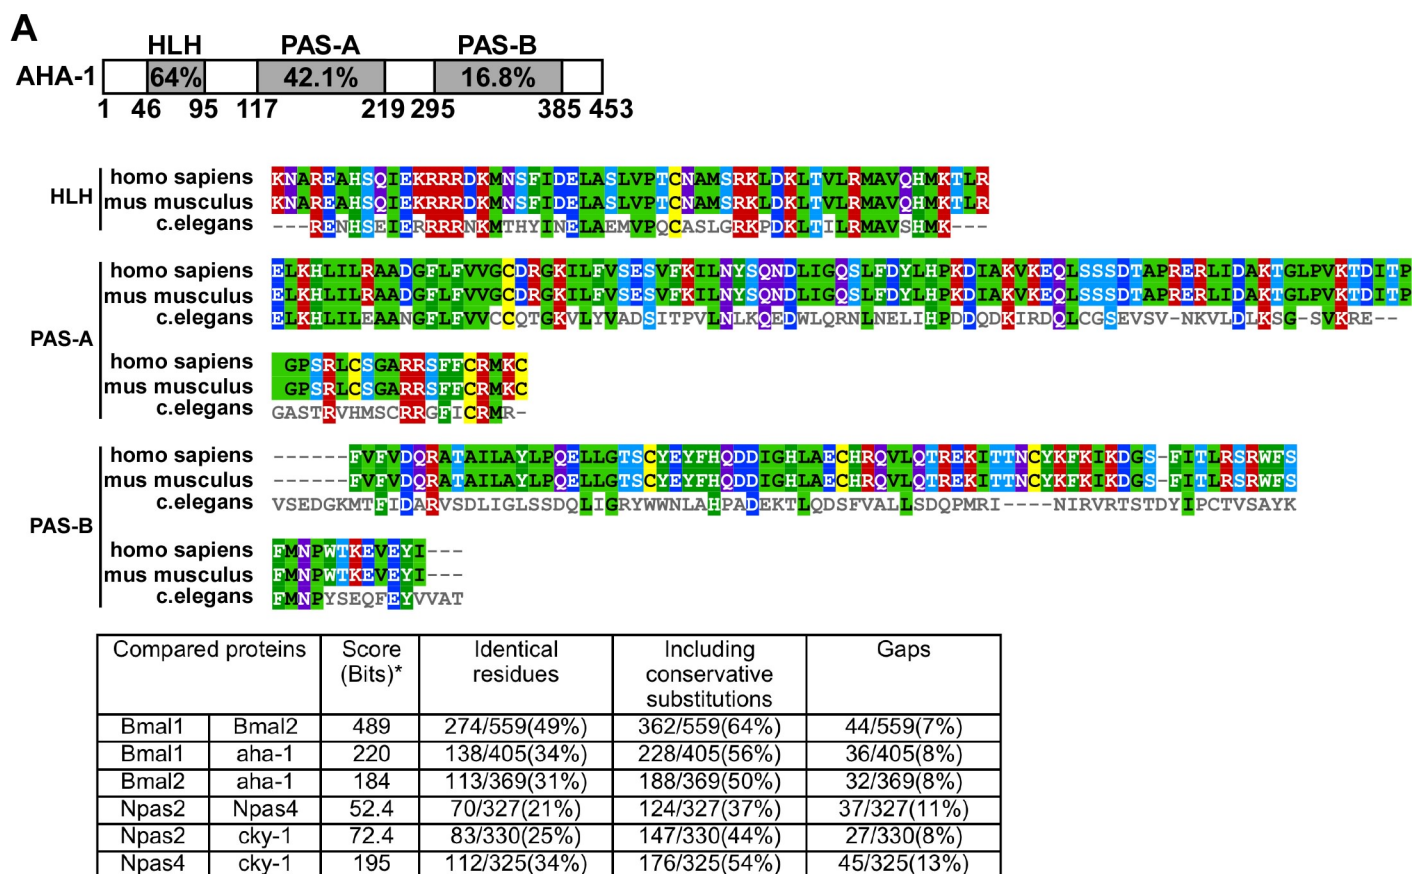 A
HLH PAS-A PAS-B
AHA-1 64% 42.1% 16.8%
1 46 95 117 219 295 385 453
HLH
homo sapiens KNAREAHSQIEKRRRDKMNSFIDELASLVPTCNAMSRKLDKLTVLRMAVQHMKTLR
mus musculus KNAREAHSQIEKRRRDKMNSFIDELASLVPTCNAMSRKLDKLTVLRMAVQHMKTLR
c.elegans ---RENHSEIERRRRNKMTHYINELAEMVPQCASLGRKPDKLTILRMAVSHMK---
PAS-A
homo sapiens ELKHLILRAADGFLFVVGCDRGKILFVSESVFKILNYSQNDLIGQSLFDYLHPKDIAKVKEQLSSSDTAPRERLIDAKTGLPVKTDITP
mus musculus ELKHLILRAADGFLFVVGCDRGKILFVSESVFKILNYSQNDLIGQSLFDYLHPKDIAKVKEQLSSSDTAPRERLIDAKTGLPVKTDITP
c.elegans ELKHLILEAANGFLFVVCCQTGKVLYVADSITPVLNLKQEDWLQRNLNELIHPDDQDKIRDQLCGSEVSV-NKVLDLKSG-SVKRE--
homo sapiens GPSRLCSGARRSFFCRMKC
mus musculus GPSRLCSGARRSFFCRMKC
c.elegans GASTRVHMSCRRGFICRMR-
PAS-B
homo sapiens ------FVFVDQRATAILAYLPQELLGTSCYEYFHQDDIGHLAECHRQVLQTREKITTNCYKFKIKDGS-FITLRSRWFS
mus musculus ------FVFVDQRATAILAYLPQELLGTSCYEYFHQDDIGHLAECHRQVLQTREKITTNCYKFKIKDGS-FITLRSRWFS
c.elegans VSEDGKMTFIDARVSDLIGLSSDQLIGRYWWNLAHPADEKTLQDSFVALLSDQPMRI----NIRVRTSTDYIPCTVSAYK
homo sapiens FMNPWTKEVEYI---
mus musculus FMNPWTKEVEYI---
c.elegans FMNPYSEQFEYVVAT
Compared proteins Score (Bits)* Identical residues Including conservative substitutions Gaps
Bmal1 Bmal2 489 274/559(49%) 362/559(64%) 44/559(7%)
Bmal1 aha-1 220 138/405(34%) 228/405(56%) 36/405(8%)
Bmal2 aha-1 184 113/369(31%) 188/369(50%) 32/369(8%)
Npas2 Npas4 52.4 70/327(21%) 124/327(37%) 37/327(11%)
Npas2 cky-1 72.4 83/330(25%) 147/330(44%) 27/330(8%)
Npas4 cky-1 195 112/325(34%) 176/325(54%) 45/325(13%)